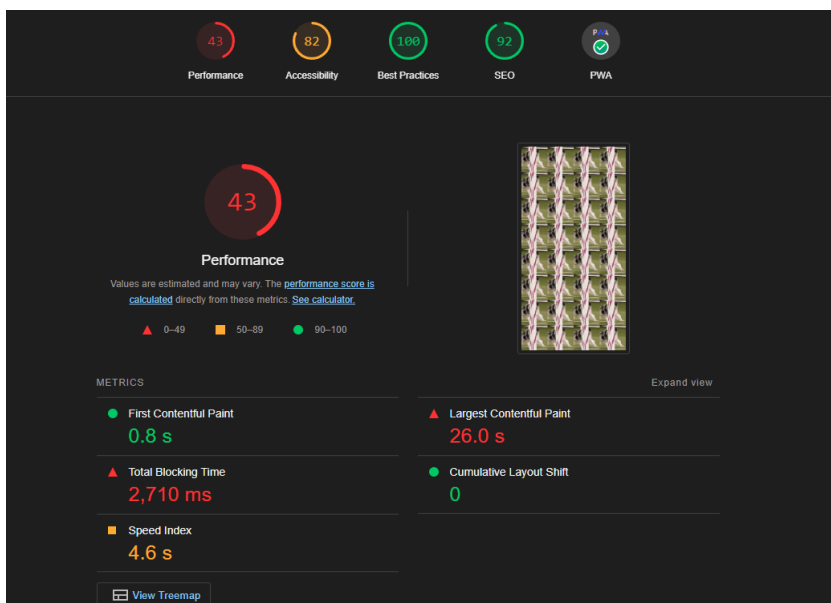 43
82
100
92
PWA
Performance
Accessibility
Best Practices
SEO
PWA
43
Performance
Values are estimated and may vary. The performance score is
calculated directly from these metrics. See calculator.
0–49
50–89
90–100
METRICS
Expand view
First Contentful Paint
0.8 s
Largest Contentful Paint
26.0 s
Total Blocking Time
2,710 ms
Cumulative Layout Shift
0
Speed Index
4.6 s
View Treemap